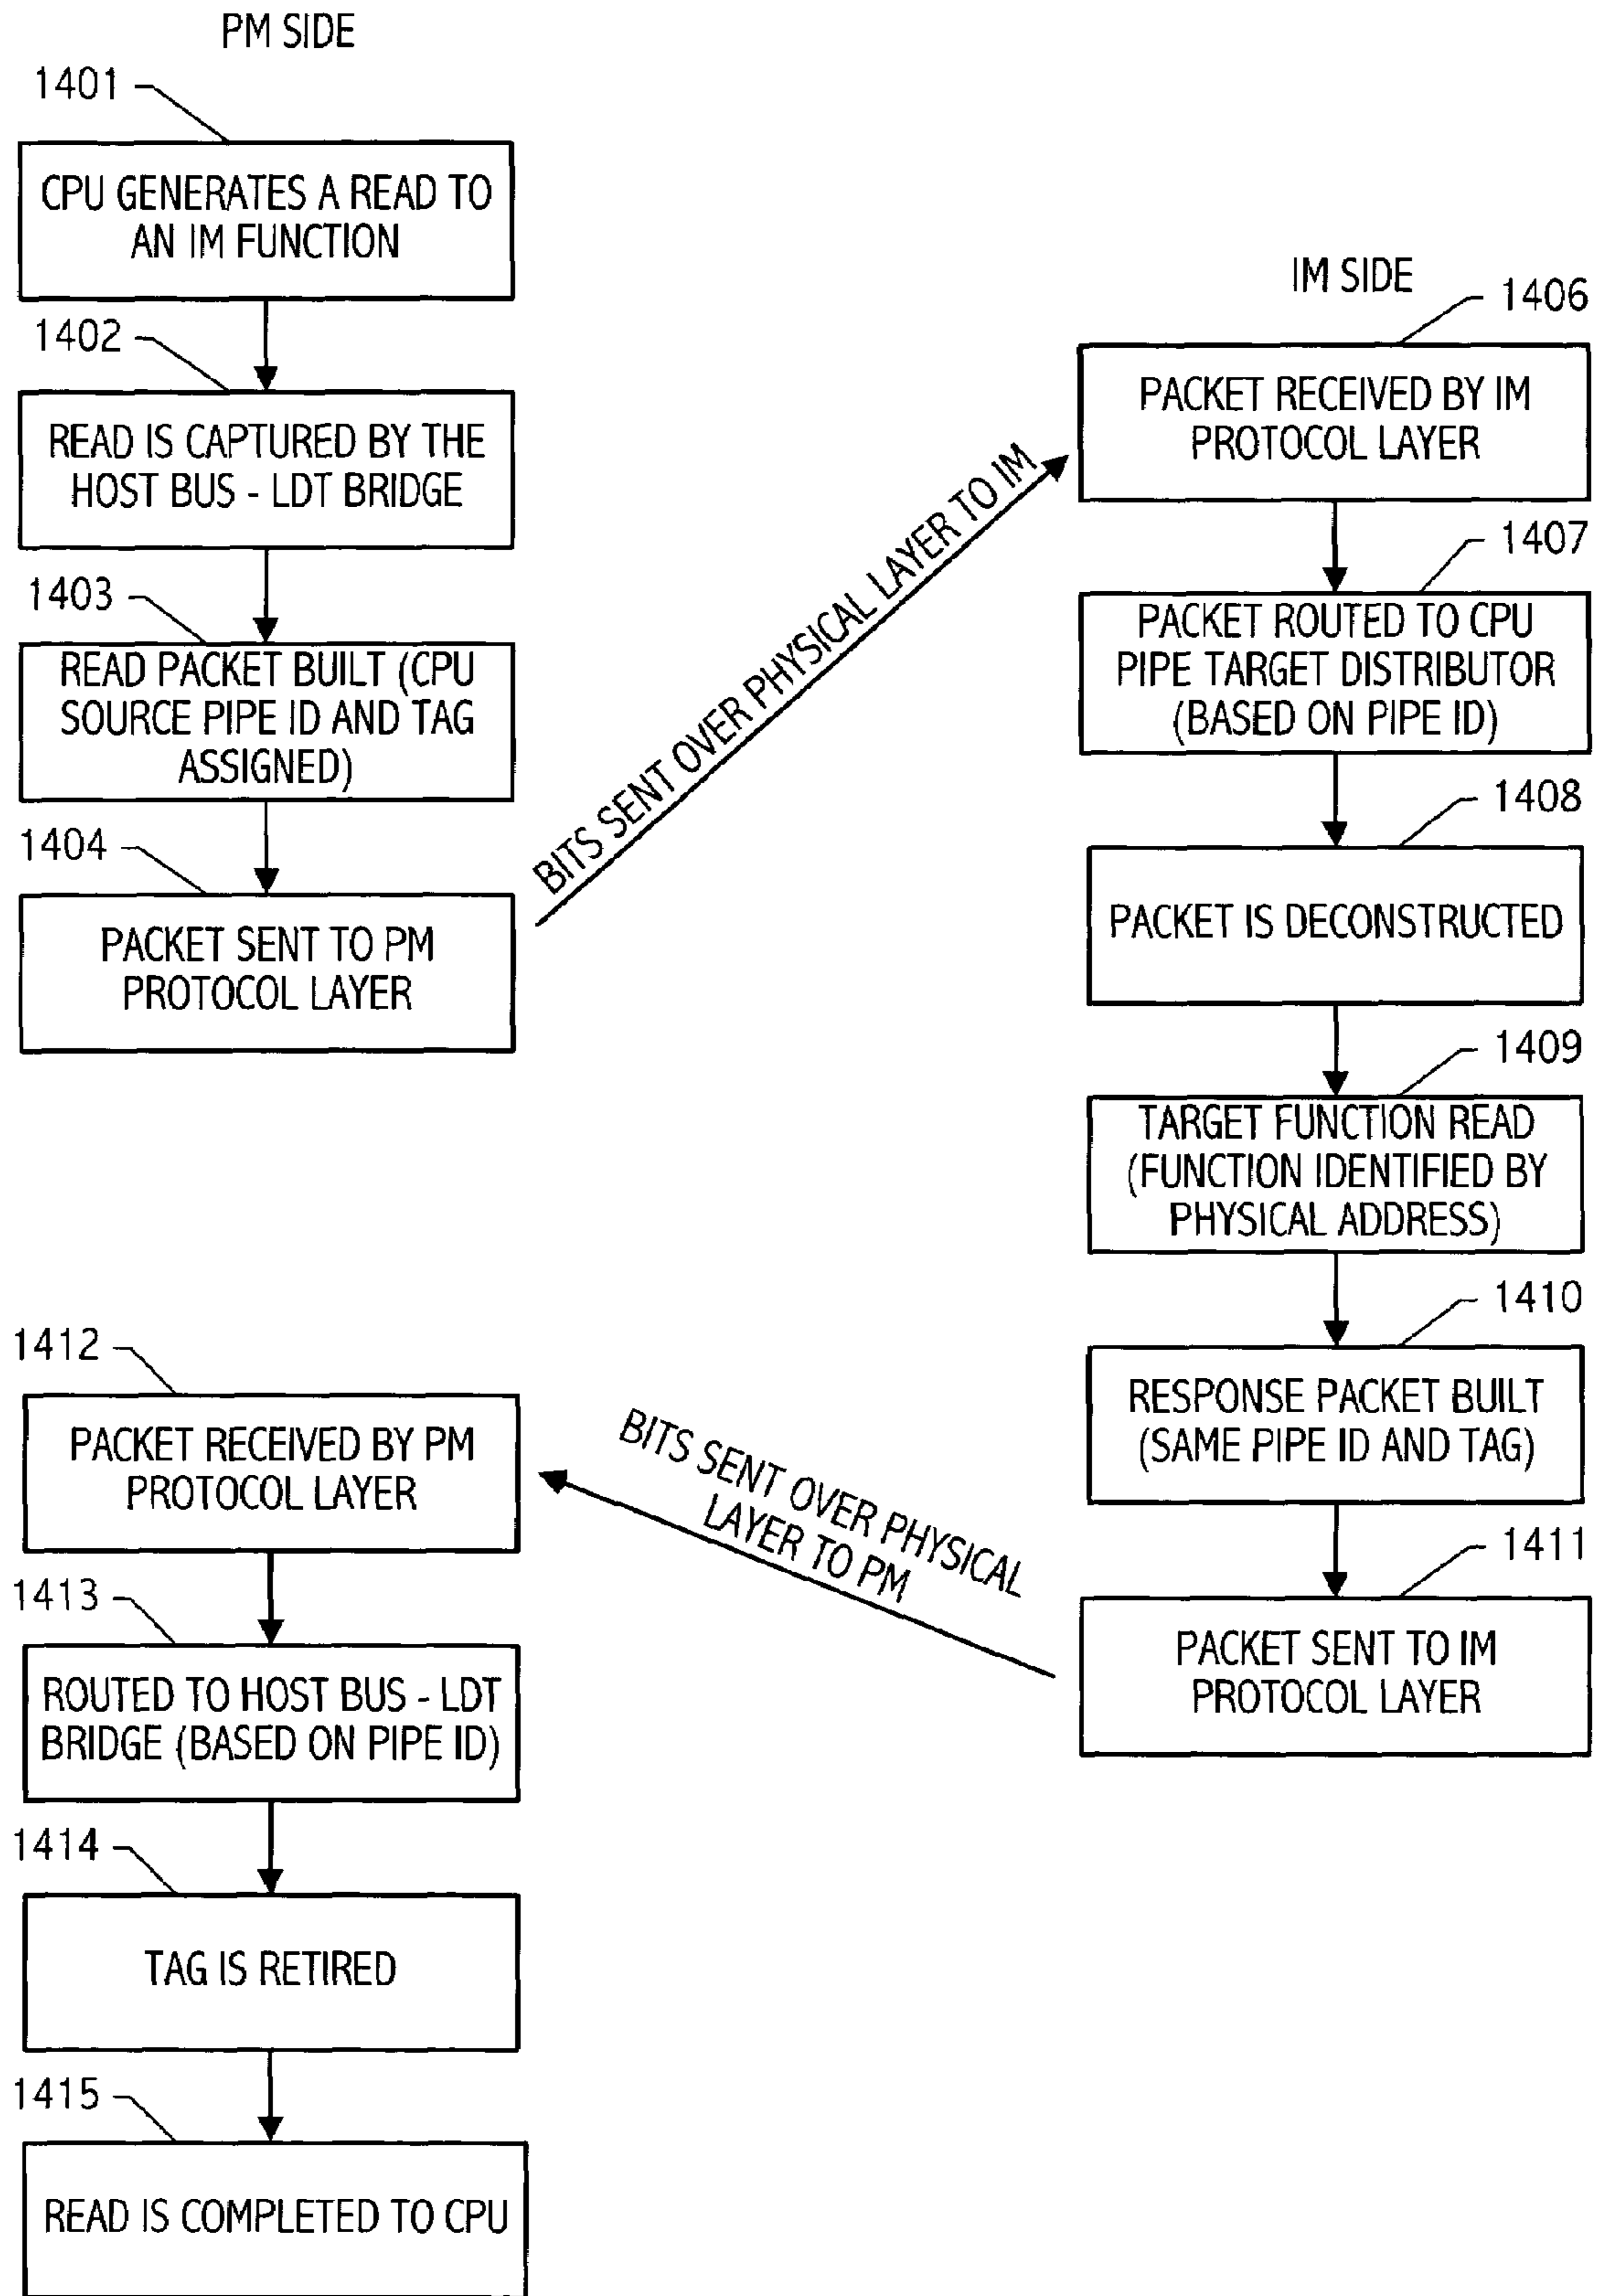 PM SIDE
1401
CPU GENERATES A READ TO
AN IM FUNCTION
1402
READ IS CAPTURED BY THE
HOST BUS - LDT BRIDGE
1403
READ PACKET BUILT (CPU
SOURCE PIPE ID AND TAG
ASSIGNED)
1404
PACKET SENT TO PM
PROTOCOL LAYER
BITS SENT OVER PHYSICAL LAYER TO IM
IM SIDE
1406
PACKET RECEIVED BY IM
PROTOCOL LAYER
1407
PACKET ROUTED TO CPU
PIPE TARGET DISTRIBUTOR
(BASED ON PIPE ID)
1408
PACKET IS DECONSTRUCTED
1409
TARGET FUNCTION READ
(FUNCTION IDENTIFIED BY
PHYSICAL ADDRESS)
1410
RESPONSE PACKET BUILT
(SAME PIPE ID AND TAG)
1411
PACKET SENT TO IM
PROTOCOL LAYER
BITS SENT OVER PHYSICAL
LAYER TO PM
1412
PACKET RECEIVED BY PM
PROTOCOL LAYER
1413
ROUTED TO HOST BUS - LDT
BRIDGE (BASED ON PIPE ID)
1414
TAG IS RETIRED
1415
READ IS COMPLETED TO CPU